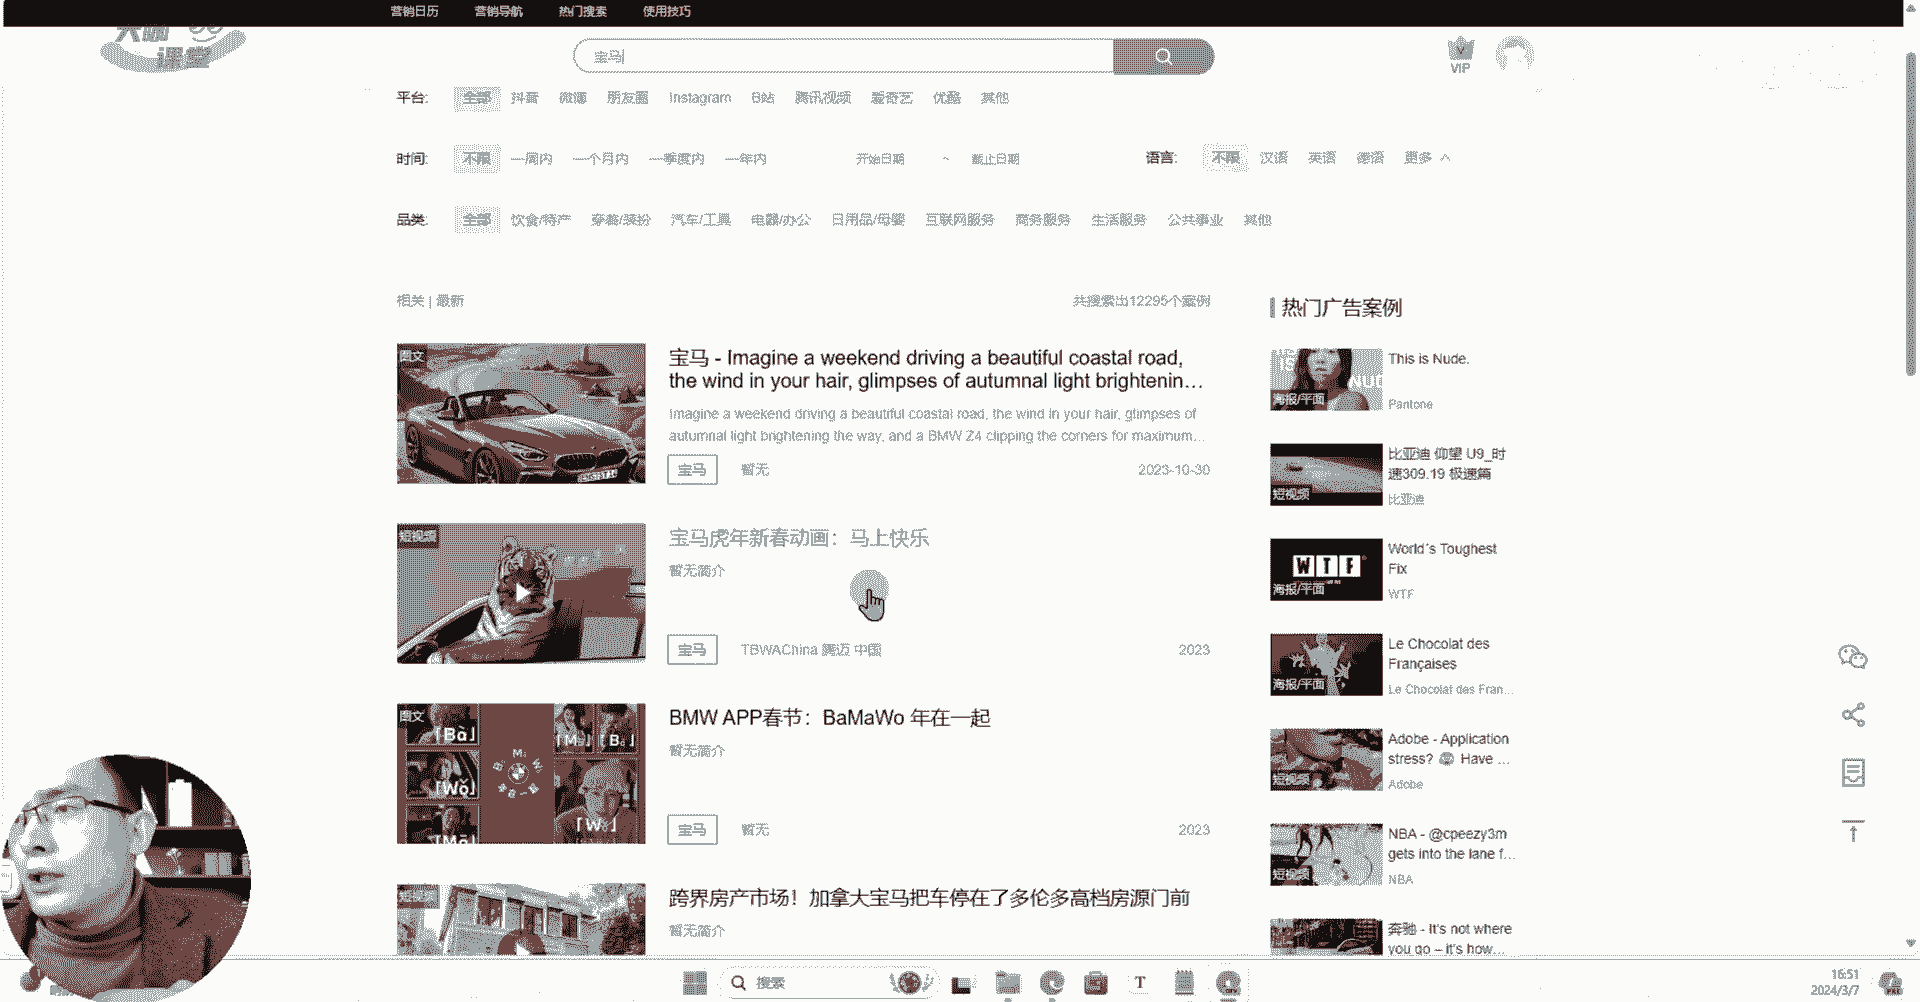 营销日历 营销导航 热门搜索 使用技巧
课堂
宝马
VIP
平台: 全部 抖音 微博 朋友圈 Instagram B站 腾讯视频 爱奇艺 优酷 其他
时间: 不限 一周内 一个月内 一季度内 一年内 开始日期 ~ 截止日期 语言: 不限 汉语 英语 德语 更多
品类: 全部 饮食/特产 穿着/装扮 汽车/工具 电器/办公 日用品/母婴 互联网服务 商务服务 生活服务 公共事业 其他
相关 | 最新 共搜索出12295个案例
图文
宝马 - Imagine a weekend driving a beautiful coastal road,
the wind in your hair, glimpses of autumnal light brightenin...
Imagine a weekend driving a beautiful coastal road, the wind in your hair, glimpses of
autumnal light brightening the way, and a BMW Z4 clipping the corners for maximum...
宝马 暂无 2023-10-30
短视频
宝马虎年新春动画：马上快乐
暂无简介
宝马 TBWAChina 腾迈 中国 2023
图文
「Bà」
「Wǒ」
「W
BMW APP春节：BaMaWo 年在一起
暂无简介
宝马 暂无 2023
短视频
跨界房产市场！加拿大宝马把车停在了多伦多高档房源门前
暂无简介
热门广告案例
海报/平面
This is Nude.
Pantone
短视频
比亚迪 仰望 U9_时
速309.19 极速篇
比亚迪
WTF
海报/平面
World´s Toughest
Fix
WTF
海报/平面
Le Chocolat des
Françaises
Le Chocolat des Fran...
短视频
Adobe - Application
stress? Have ...
Adobe
短视频
NBA - @cpeezy3m
gets into the lane f...
NBA
奔驰 - It's not where
you go – it's how...
搜索
16:51
2024/3/7